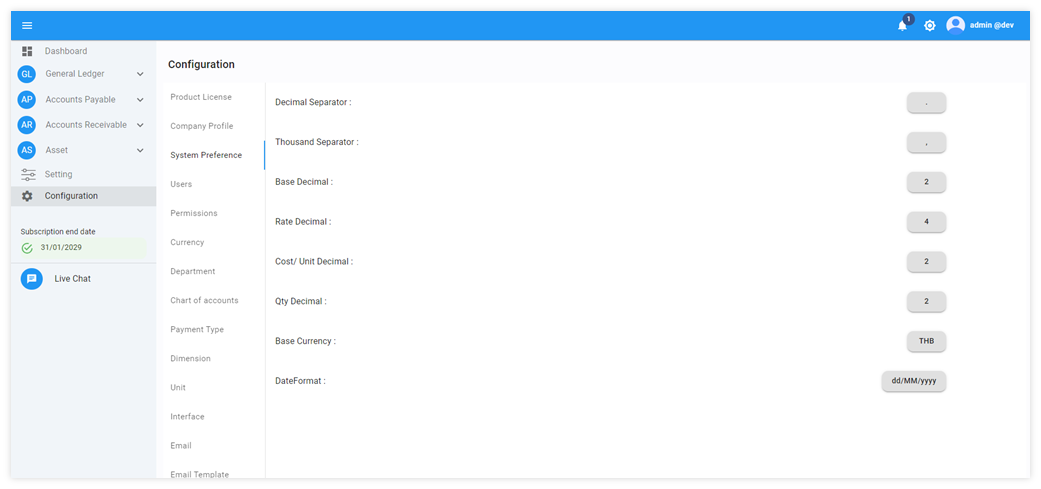 1
admin @dev
Dashboard
GL General Ledger
AP Accounts Payable
AR Accounts Receivable
AS Asset
Setting
Configuration
Subscription end date
31/01/2029
Live Chat
Configuration
Product License
Company Profile
System Preference
Users
Permissions
Currency
Department
Chart of accounts
Payment Type
Dimension
Unit
Interface
Email
Email Template
Decimal Separator : .
Thousand Separator : ,
Base Decimal : 2
Rate Decimal : 4
Cost/ Unit Decimal : 2
Qty Decimal : 2
Base Currency : THB
DateFormat : dd/MM/yyyy